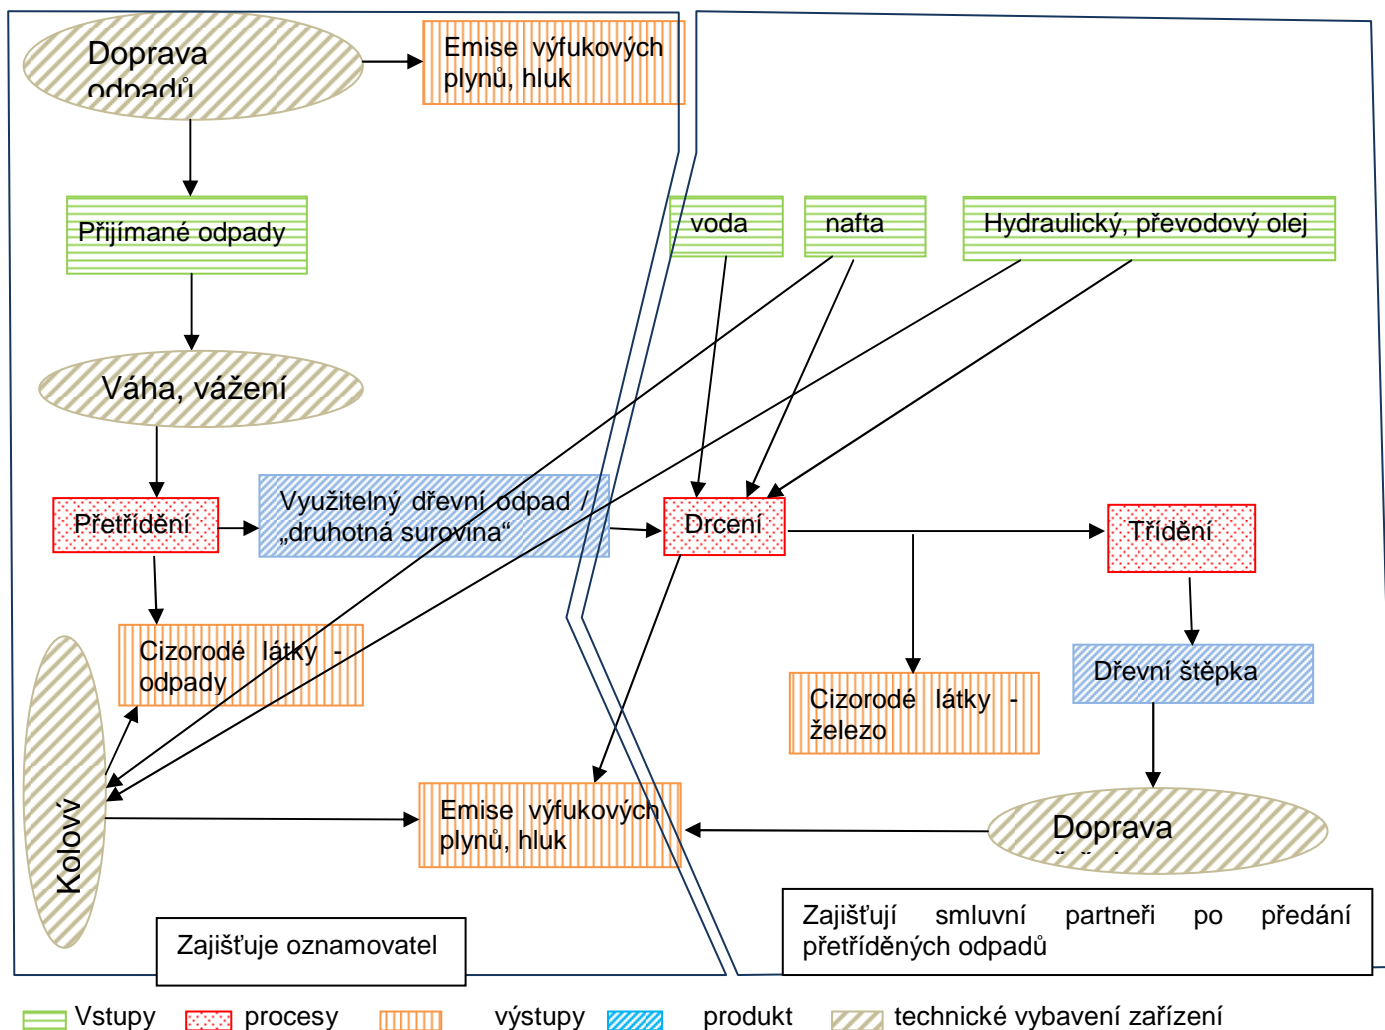 Doprava
odpadů
Emise výfukových
plynů, hluk
Přijímané odpady
voda
nafta
Hydraulický, převodový olej
Váha, vážení
Přetřídění
Využitelný dřevní odpad /
„druhotná surovina“
Drcení
Třídění
Cizorodé látky -
odpady
Cizorodé látky -
železo
Dřevní štěpka
Kolový
Emise výfukových
plynů, hluk
Doprava
Zajišťuje oznamovatel
Zajišťují smluvní partneři po předání
přetříděných odpadů
Vstupy procesy výstupy produkt technické vybavení zařízení